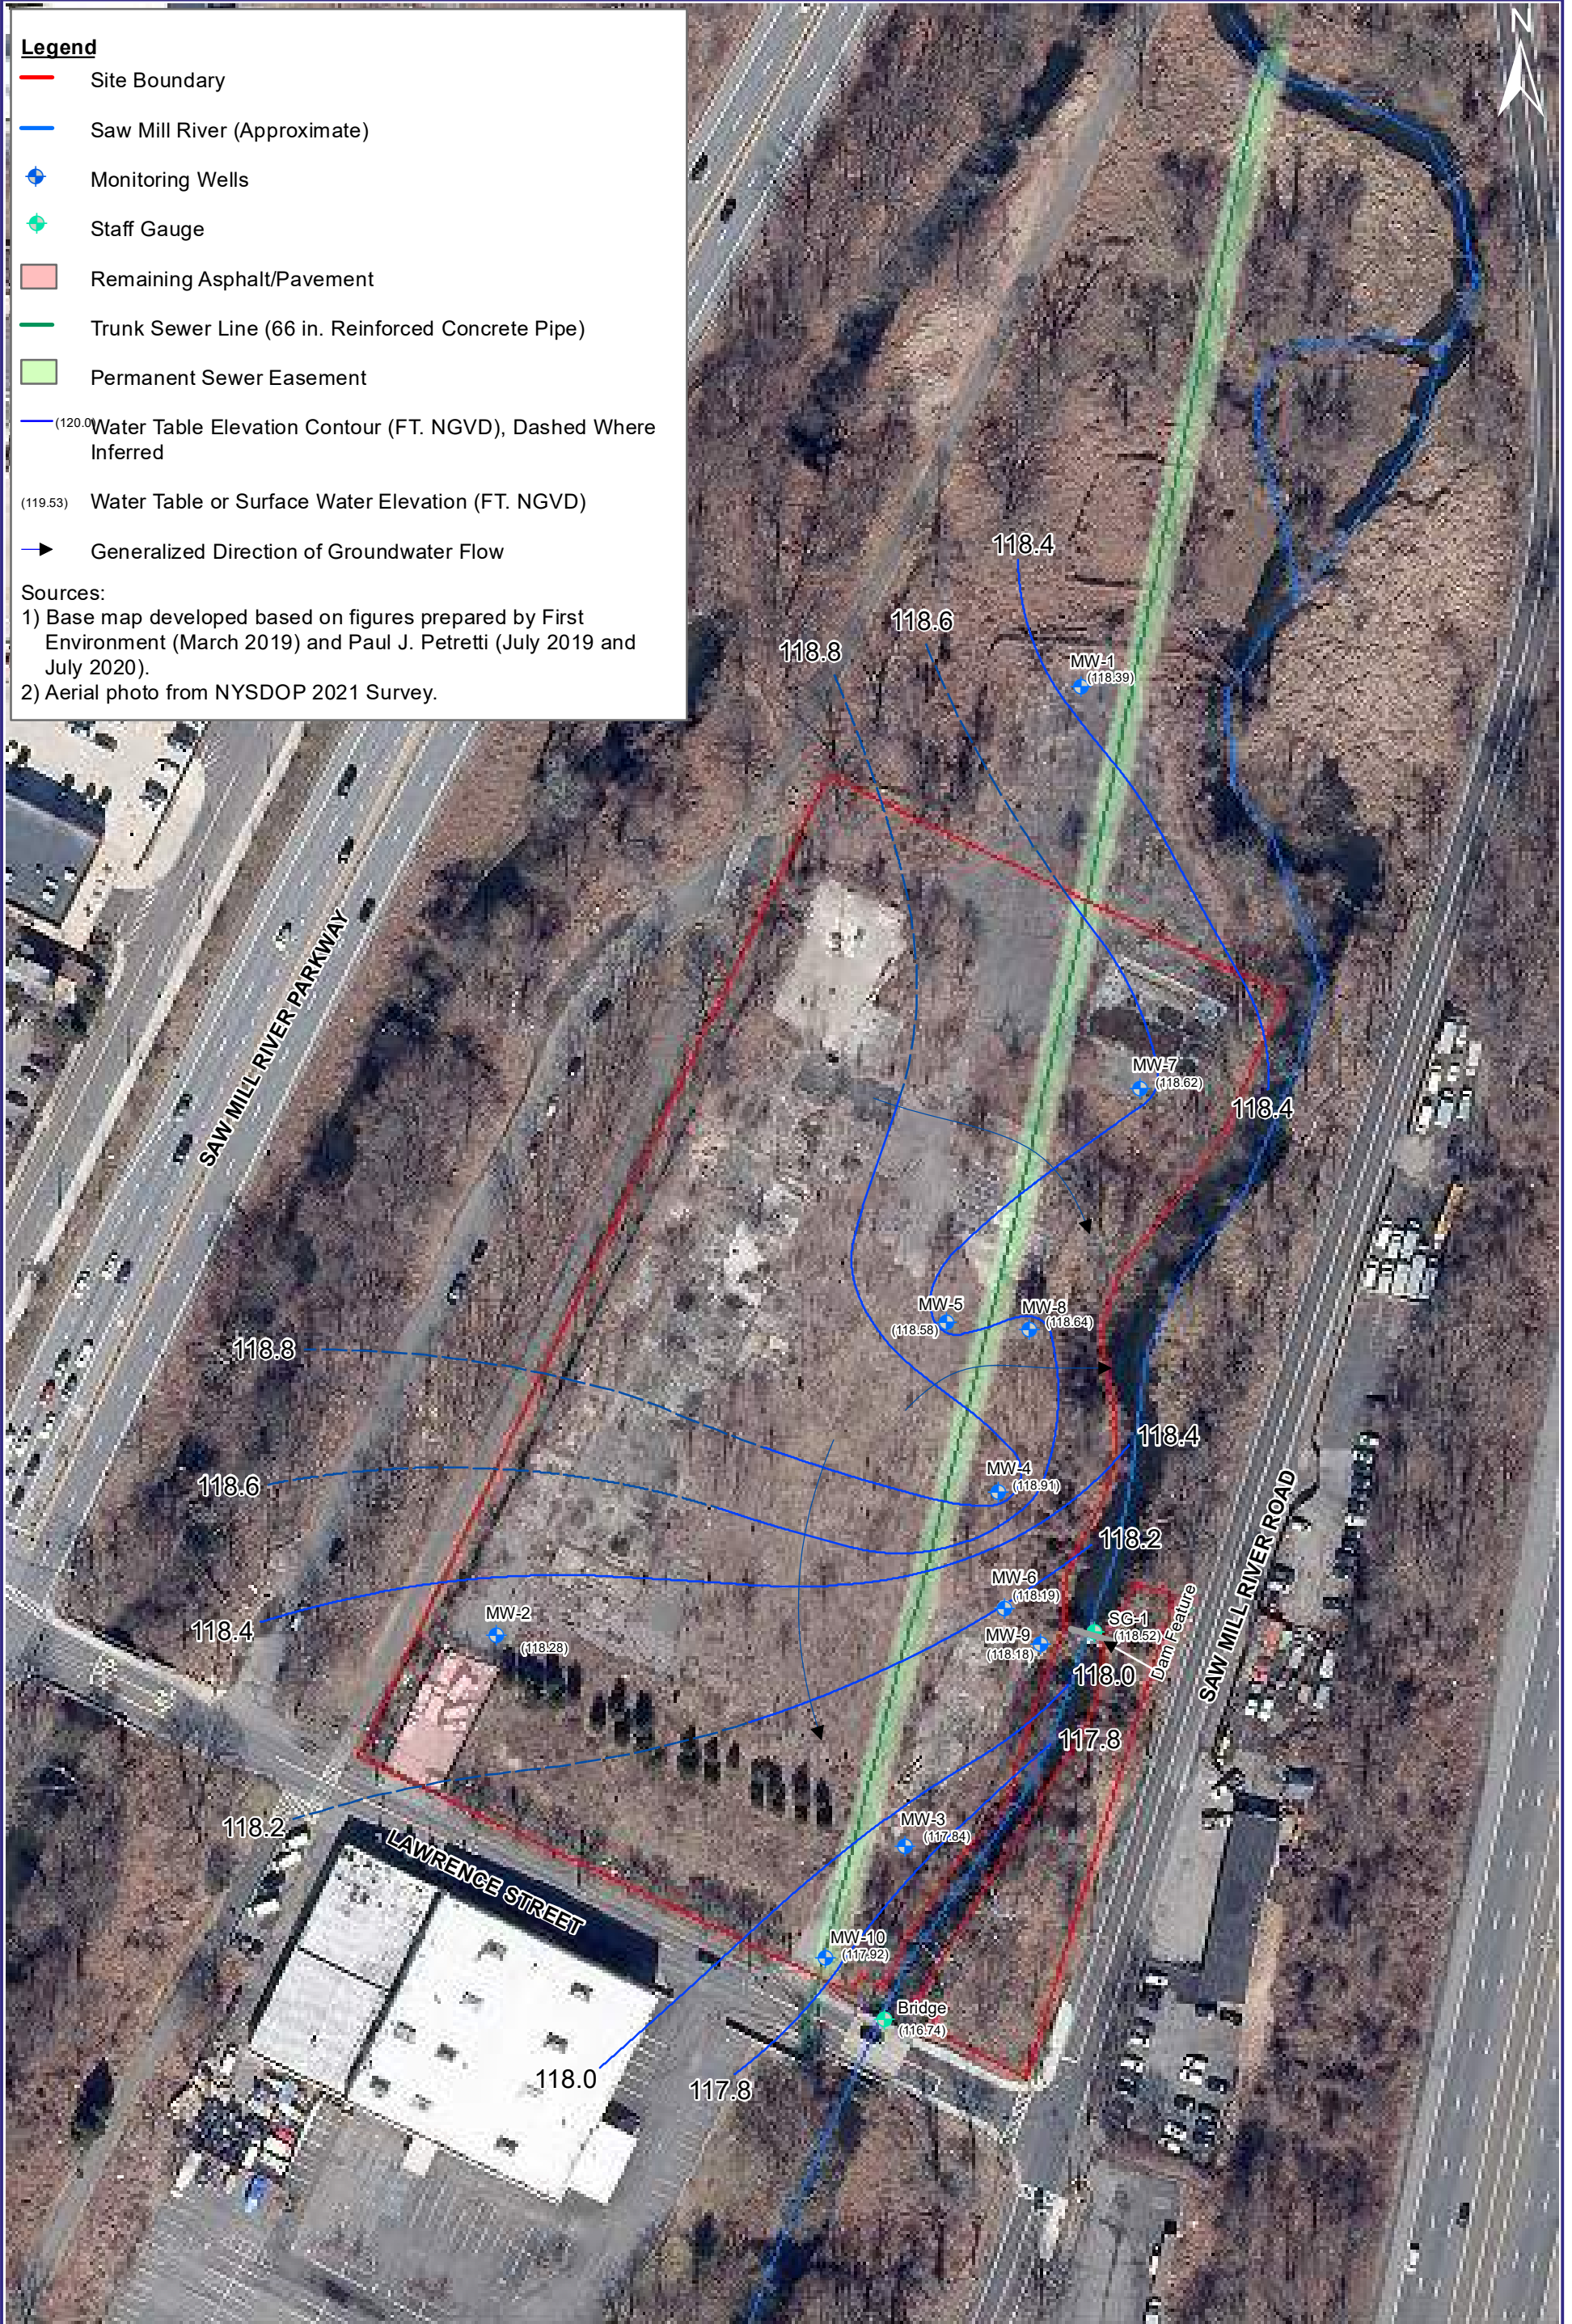 Legend
Site Boundary
Saw Mill River (Approximate)
Monitoring Wells
Staff Gauge
Remaining Asphalt/Pavement
Trunk Sewer Line (66 in. Reinforced Concrete Pipe)
Permanent Sewer Easement
(120.0) Water Table Elevation Contour (FT. NGVD), Dashed Where
Inferred
(119.53) Water Table or Surface Water Elevation (FT. NGVD)
Generalized Direction of Groundwater Flow
Sources:
1) Base map developed based on figures prepared by First
Environment (March 2019) and Paul J. Petretti (July 2019 and
July 2020).
2) Aerial photo from NYSDOP 2021 Survey.
N
118.4
118.6
118.8
MW-1
(118.39)
SAW MILL RIVER PARKWAY
MW-7
(118.62)
118.4
MW-5
(118.58)
MW-8
(118.64)
118.8
118.4
MW-4
(118.91)
118.6
118.2
MW-6
(118.19)
SG-1
(118.52)
MW-9
(118.18)
Dam Feature
SAW MILL RIVER ROAD
118.4
MW-2
(118.28)
118.0
117.8
118.2
LAWRENCE STREET
MW-3
(117.84)
MW-10
(117.92)
Bridge
(116.74)
118.0
117.8